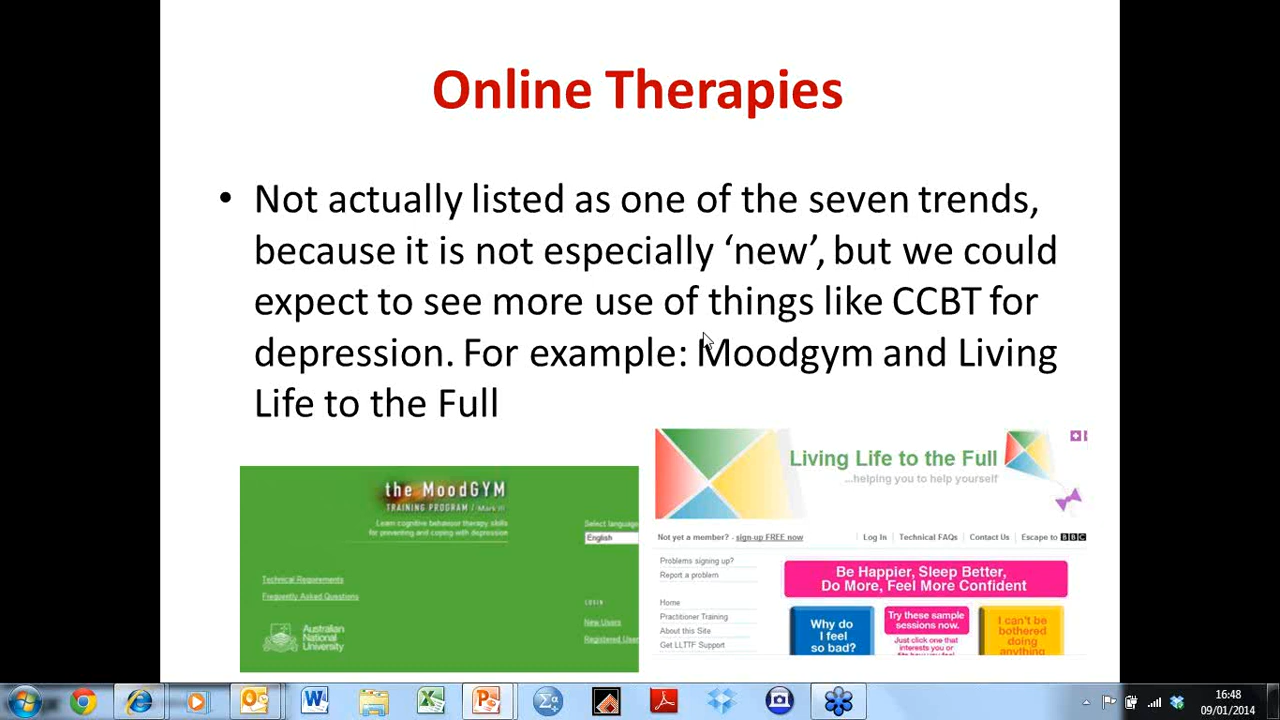 Online Therapies
• Not actually listed as one of the seven trends,
because it is not especially ‘new’, but we could
expect to see more use of things like CCBT for
depression. For example: Moodgym and Living
Life to the Full
the MoodGYM
TRAINING PROGRAM / Mark III
Learn cognitive behaviour therapy skills
for preventing and coping with depression
Select language
English
Technical Requirements
Frequently Asked Questions
LOGIN
New Users
Registered User
Australian
National
University
Living Life to the Full
...helping you to help yourself
Not yet a member? - sign-up FREE now
Log In
Technical FAQs
Contact Us
Escape to BBC
Problems signing up?
Report a problem
Home
Practitioner Training
About this Site
Get LLTTF Support
Be Happier, Sleep Better,
Do More, Feel More Confident
Why do
I feel
so bad?
Try these sample
sessions now.
Just click one that
interests you or
I can't be
bothered
doing
anything
16:48
09/01/2014